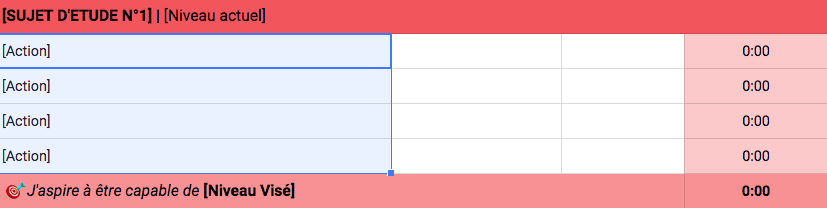 [SUJET D'ETUDE N°1] | [Niveau actuel]
[Action] 0:00
[Action] 0:00
[Action] 0:00
[Action] 0:00
🎯 J'aspire à être capable de [Niveau Visé] 0:00